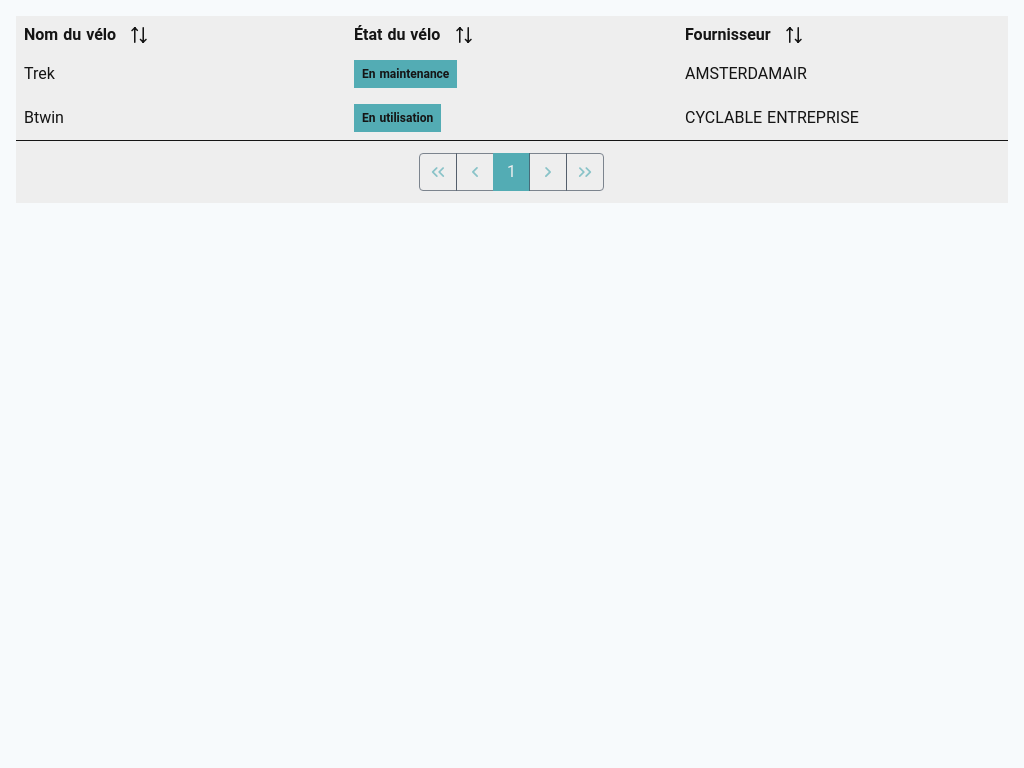 Nom du vélo État du vélo Fournisseur
Trek En maintenance AMSTERDAMAIR
Btwin En utilisation CYCLABLE ENTREPRISE
1